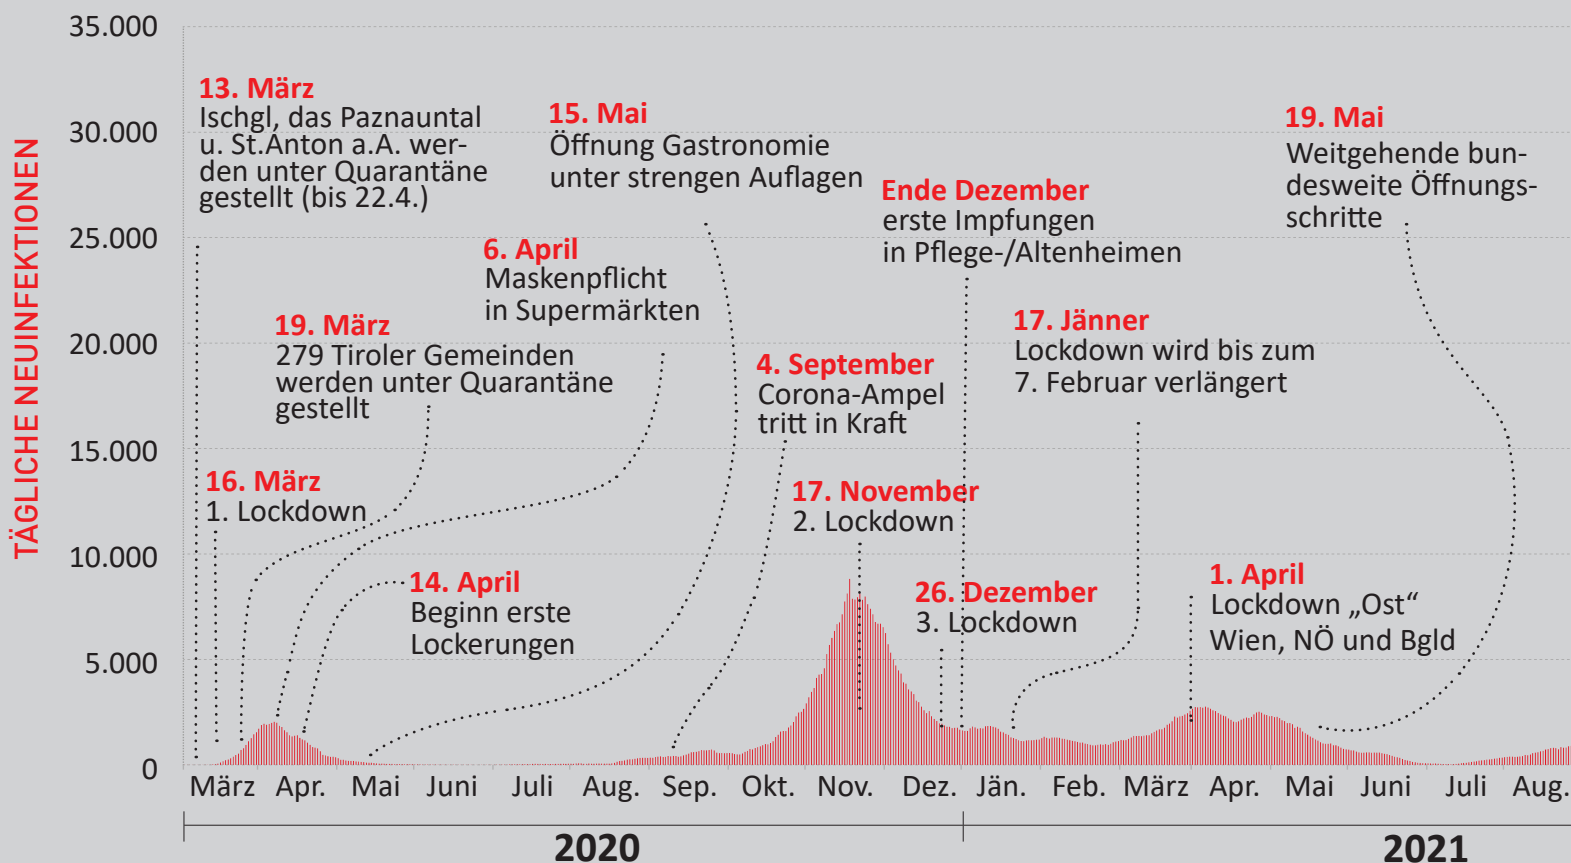 TÄGLICHE NEUINFEKTIONEN
35.000
30.000
25.000
20.000
15.000
10.000
5.000
0
13. März
Ischgl, das Paznauntal
u. St.Anton a.A. wer-
den unter Quarantäne
gestellt (bis 22.4.)
16. März
1. Lockdown
19. März
279 Tiroler Gemeinden
werden unter Quarantäne
gestellt
6. April
Maskenpflicht
in Supermärkten
14. April
Beginn erste
Lockerungen
15. Mai
Öffnung Gastronomie
unter strengen Auflagen
4. September
Corona-Ampel
tritt in Kraft
17. November
2. Lockdown
26. Dezember
3. Lockdown
Ende Dezember
erste Impfungen
in Pflege-/Altenheimen
17. Jänner
Lockdown wird bis zum
7. Februar verlängert
1. April
Lockdown „Ost“
Wien, NÖ und Bgld
19. Mai
Weitgehende bun-
desweite Öffnungs-
schritte
März Apr. Mai Juni Juli Aug. Sep. Okt. Nov. Dez. Jän. Feb. März Apr. Mai Juni Juli Aug.
2020 2021